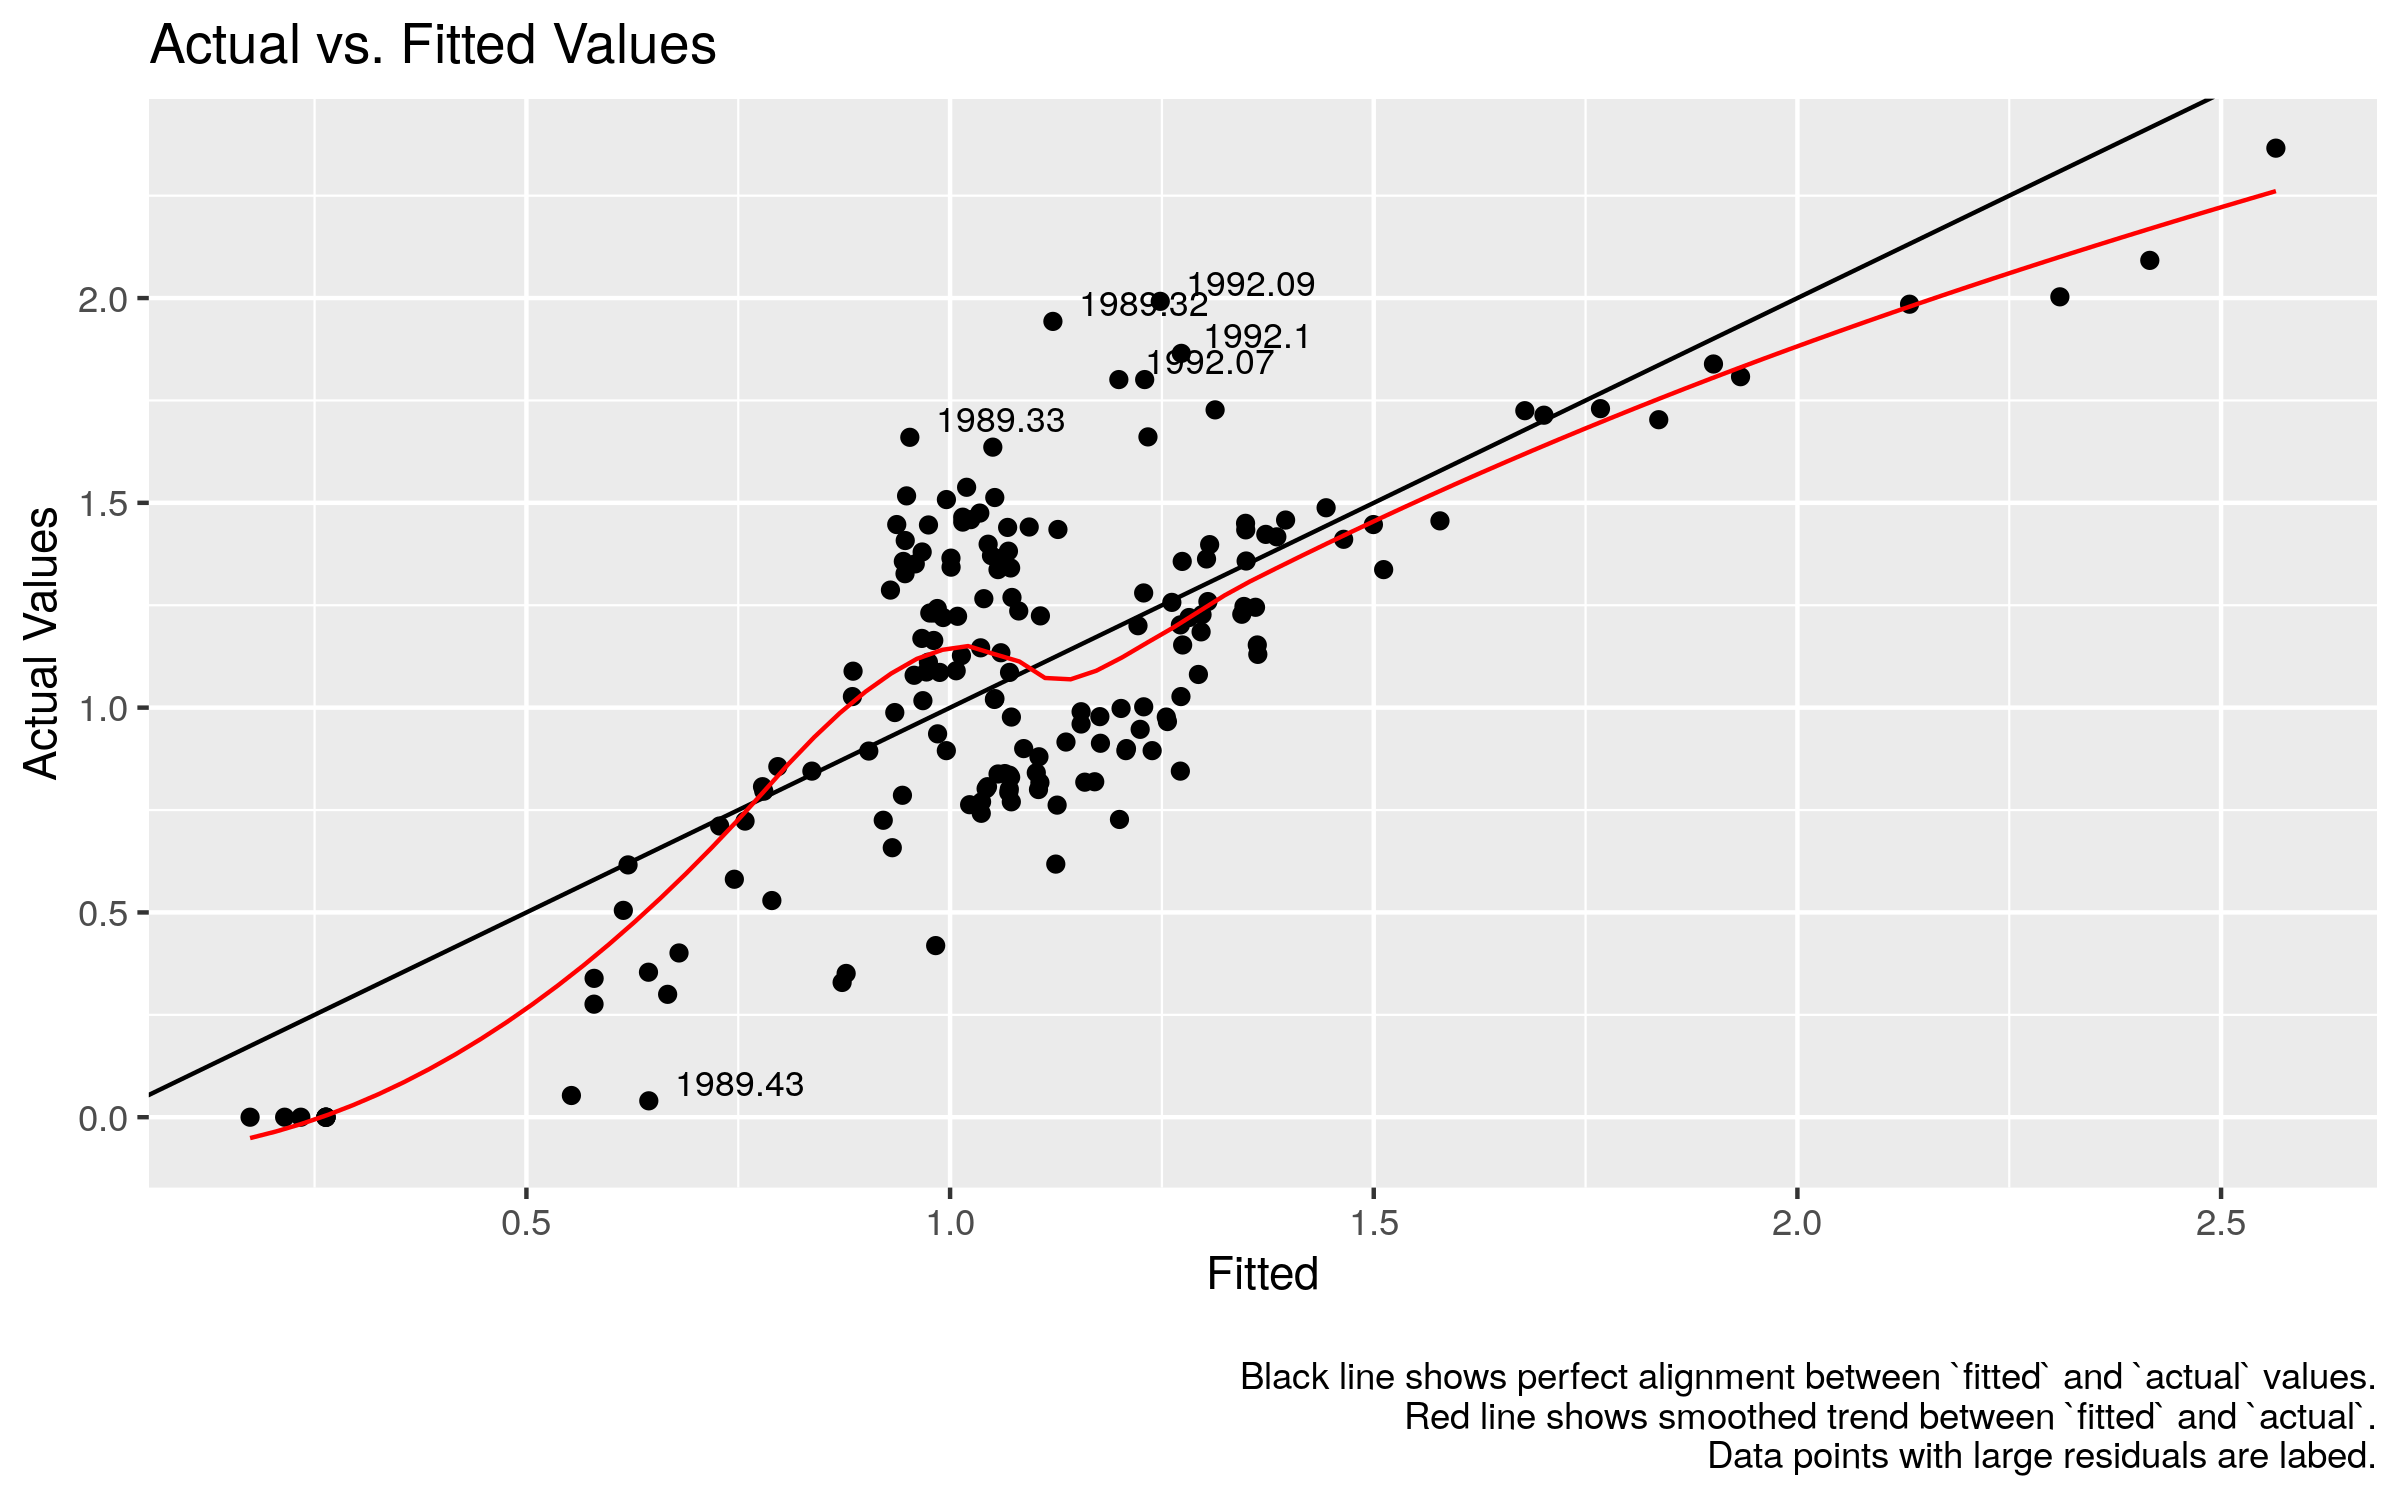 Actual vs. Fitted Values
Actual Values
2.0
1.5
1.0
0.5
0.0
1992.09
1989.32
1992.1
1992.07
1989.33
1989.43
0.5
1.0
1.5
2.0
2.5
Fitted
Black line shows perfect alignment between `fitted` and `actual` values.
Red line shows smoothed trend between `fitted` and `actual`.
Data points with large residuals are labed.